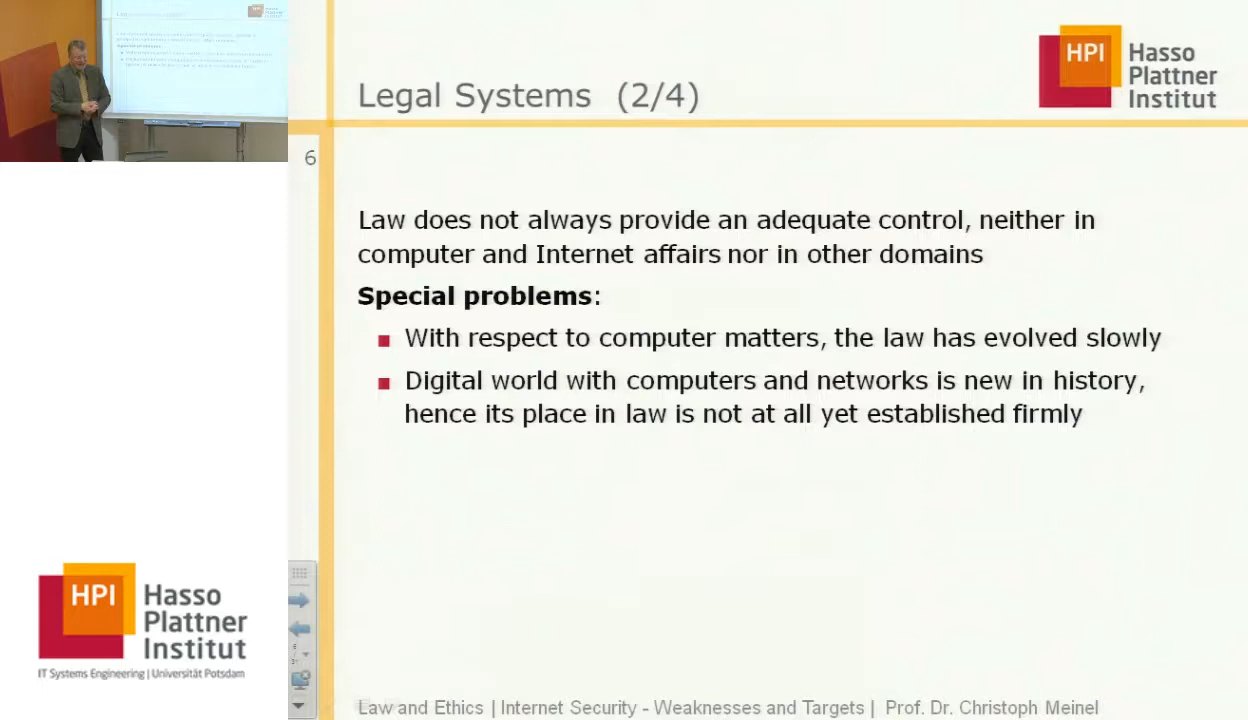 Legal Systems (2/4)
HPI
Hasso
Plattner
Institut
6
Law does not always provide an adequate control, neither in
computer and Internet affairs nor in other domains
Special problems:
With respect to computer matters, the law has evolved slowly
Digital world with computers and networks is new in history,
hence its place in law is not at all yet established firmly
HPI
Hasso
Plattner
Institut
IT Systems Engineering | Universität Potsdam
Law and Ethics | Internet Security - Weaknesses and Targets | Prof. Dr. Christoph Meinel